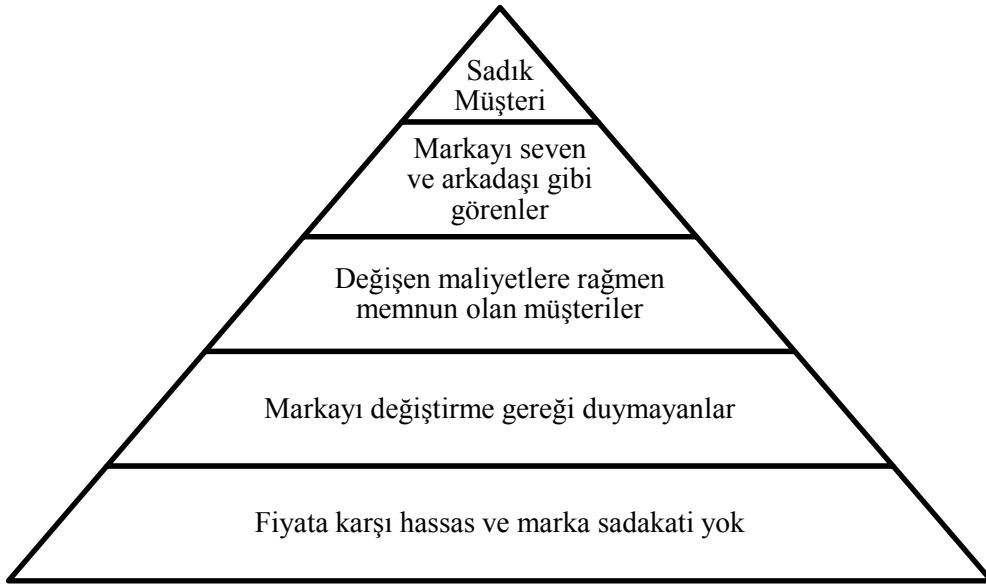 Sadık
Müşteri
Markayı seven
ve arkadaşı gibi
görenler
Değişen maliyetlere rağmen
memnun olan müşteriler
Markayı değiştirme gereği duymayanlar
Fiyata karşı hassas ve marka sadakati yok